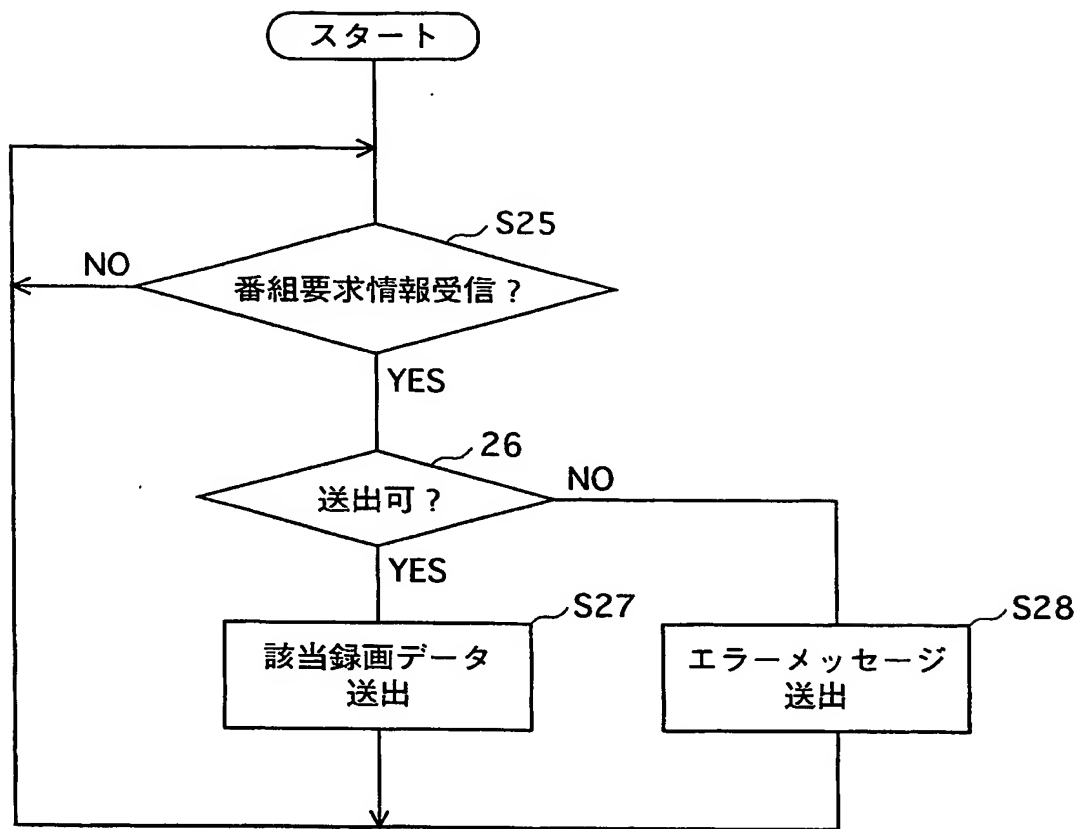 スタート
S25
NO
番組要求情報受信?
YES
26
NO
送出可?
YES
S27
S28
該当録画データ
送出
エラーメッセージ
送出